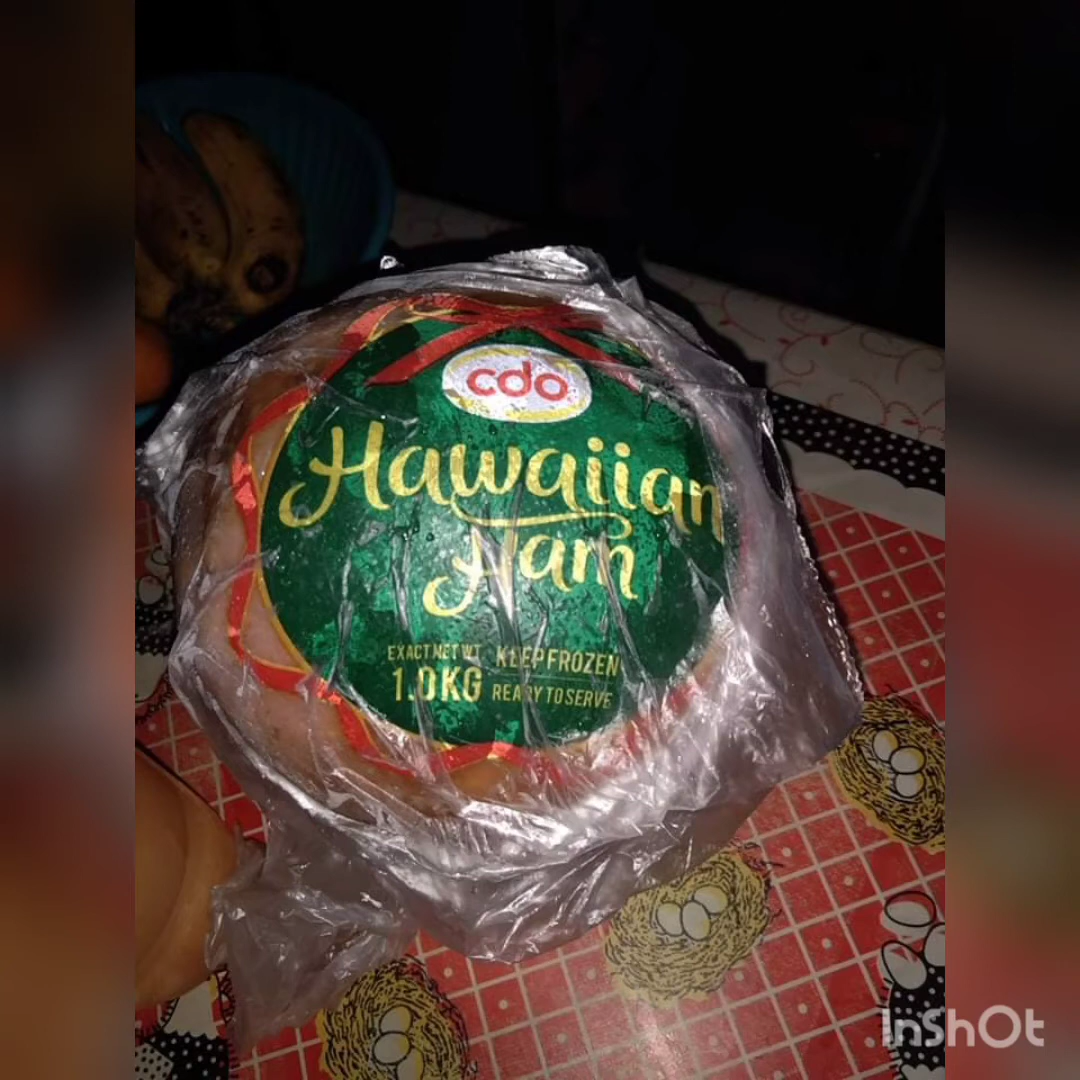 cdo
Hawaiian
Ham
EXACT NET WT
1.0KG
KEEP FROZEN
READY TO SERVE
InShOt